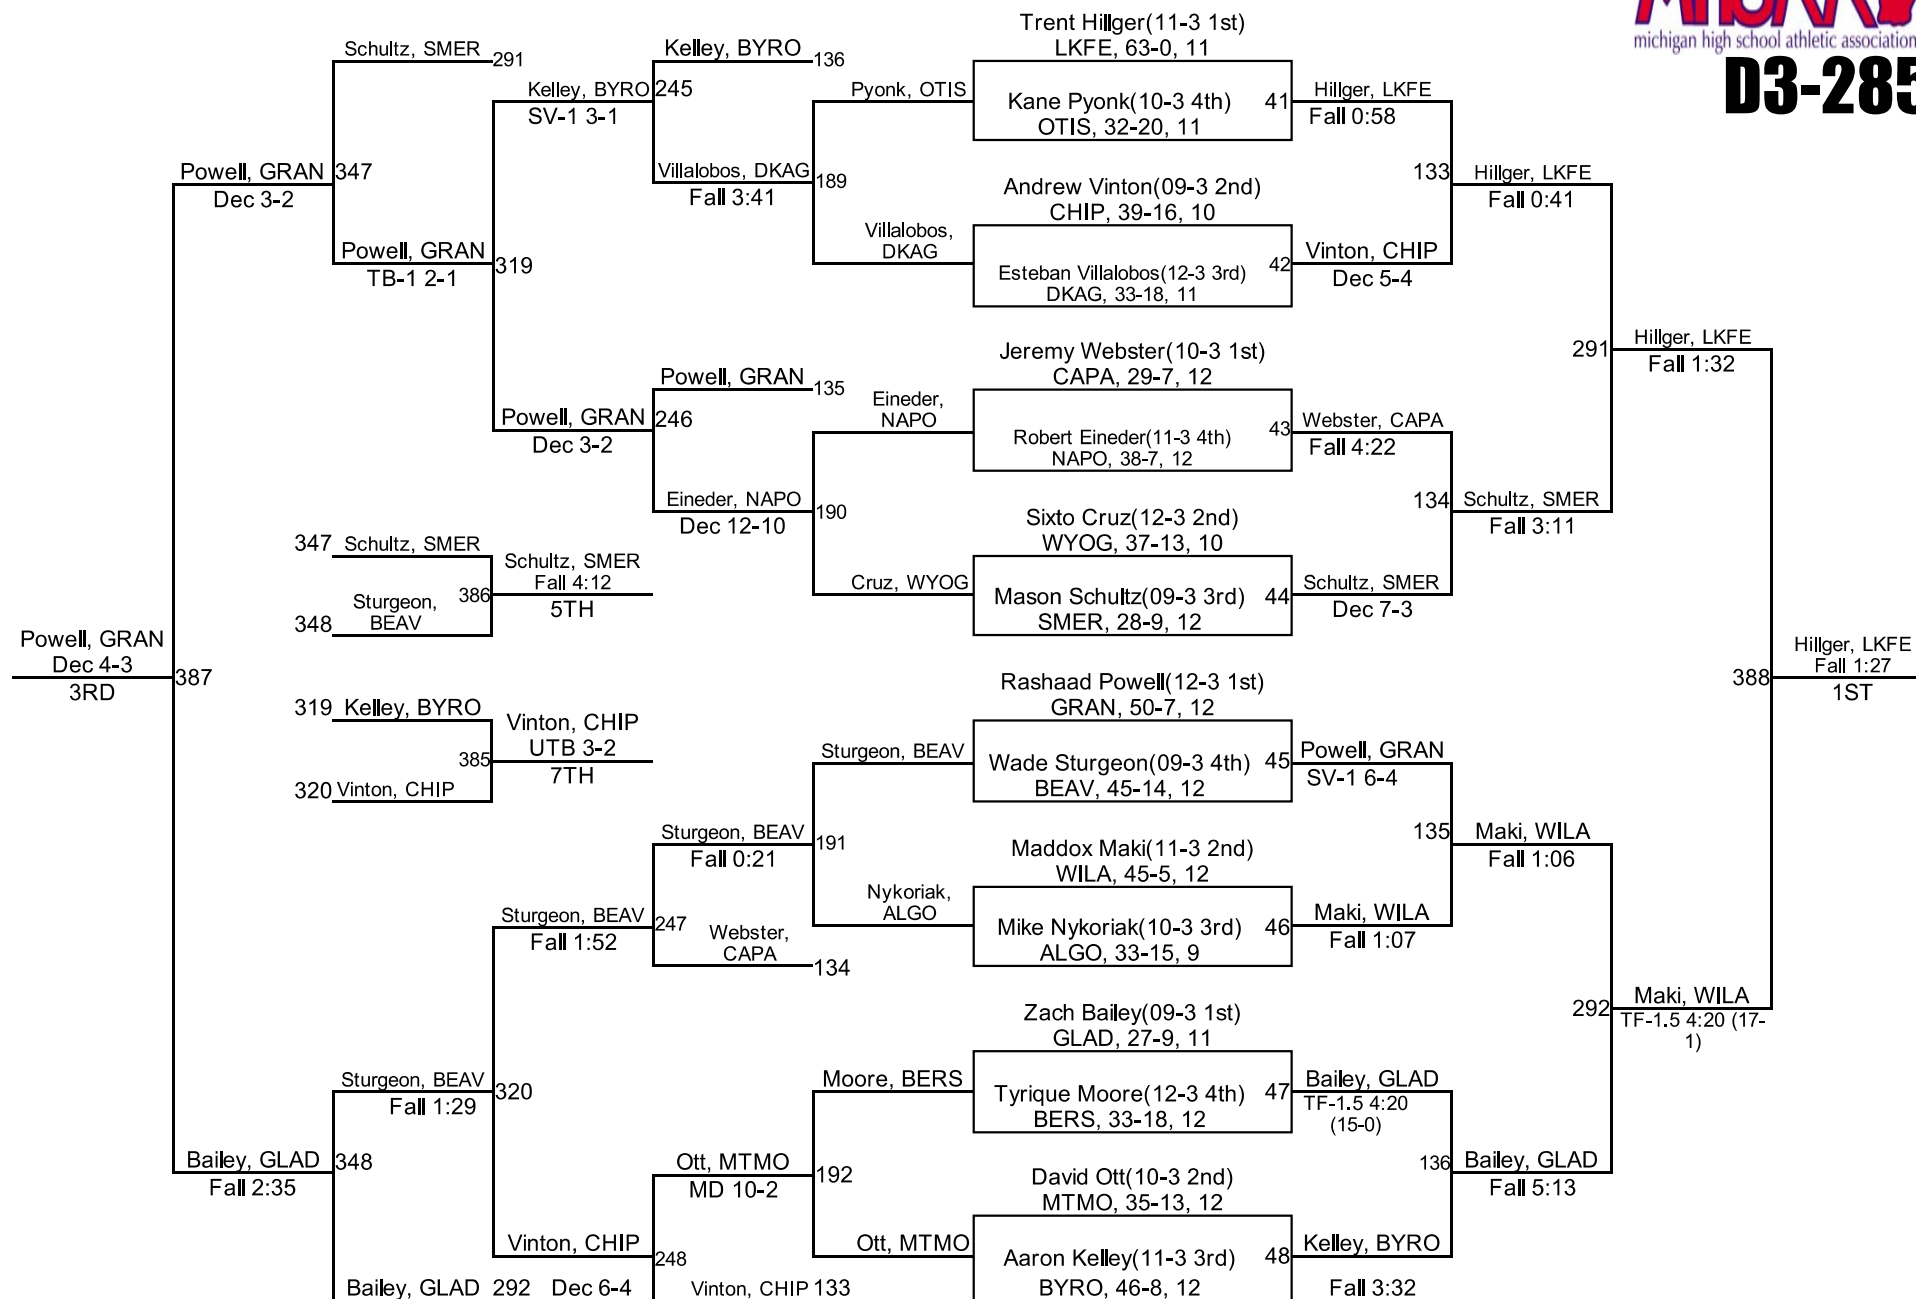 MHSAA
michigan high school athletic association
D3-285
Trent Hillger(11-3 1st)
LKFE, 63-0, 11
Kane Pyonk(10-3 4th)
OTIS, 32-20, 11
41
Andrew Vinton(09-3 2nd)
CHIP, 39-16, 10
Esteban Villalobos(12-3 3rd)
DKAG, 33-18, 11
42
Jeremy Webster(10-3 1st)
CAPA, 29-7, 12
Robert Eineder(11-3 4th)
NAPO, 38-7, 12
43
Sixto Cruz(12-3 2nd)
WYOG, 37-13, 10
Mason Schultz(09-3 3rd)
SMER, 28-9, 12
44
Rashaad Powell(12-3 1st)
GRAN, 50-7, 12
Wade Sturgeon(09-3 4th)
BEAV, 45-14, 12
45
Maddox Maki(11-3 2nd)
WILA, 45-5, 12
Mike Nykoriak(10-3 3rd)
ALGO, 33-15, 9
46
Zach Bailey(09-3 1st)
GLAD, 27-9, 11
Tyrique Moore(12-3 4th)
BERS, 33-18, 12
47
David Ott(10-3 2nd)
MTMO, 35-13, 12
Aaron Kelley(11-3 3rd)
BYRO, 46-8, 12
48
Hillger, LKFE
Fall 0:58
Vinton, CHIP
Dec 5-4
Webster, CAPA
Fall 4:22
Schultz, SMER
Dec 7-3
Powell, GRAN
SV-1 6-4
Maki, WILA
Fall 1:07
Bailey, GLAD
TF-1.5 4:20
(15-0)
Kelley, BYRO
Fall 3:32
133
Hillger, LKFE
Fall 0:41
134
Schultz, SMER
Fall 3:11
135
Maki, WILA
Fall 1:06
136
Bailey, GLAD
Fall 5:13
291
Hillger, LKFE
Fall 1:32
292
Maki, WILA
TF-1.5 4:20 (17-
1)
388
Hillger, LKFE
Fall 1:27
1ST
Pyonk, OTIS
Villalobos,
DKAG
Eineder,
NAPO
Cruz, WYOG
Sturgeon, BEAV
Nykoriak,
ALGO
Moore, BERS
Ott, MTMO
Kelley, BYRO
136
Villalobos, DKAG
189
Fall 3:41
Powell, GRAN
135
Eineder, NAPO
190
Dec 12-10
Sturgeon, BEAV
191
Fall 0:21
Webster,
CAPA
134
Ott, MTMO
192
MD 10-2
Vinton, CHIP 133
Kelley, BYRO
245
SV-1 3-1
Powell, GRAN
246
Dec 3-2
Sturgeon, BEAV
247
Fall 1:52
Vinton, CHIP
248
Dec 6-4
Schultz, SMER
291
Powell, GRAN
319
TB-1 2-1
Sturgeon, BEAV
320
Fall 1:29
Bailey, GLAD 292
Powell, GRAN
347
Dec 3-2
Bailey, GLAD
348
Fall 2:35
347 Schultz, SMER
348
Sturgeon,
BEAV
386
Schultz, SMER
Fall 4:12
5TH
319 Kelley, BYRO
320 Vinton, CHIP
385
Vinton, CHIP
UTB 3-2
7TH
Powell, GRAN
Dec 4-3
387
3RD